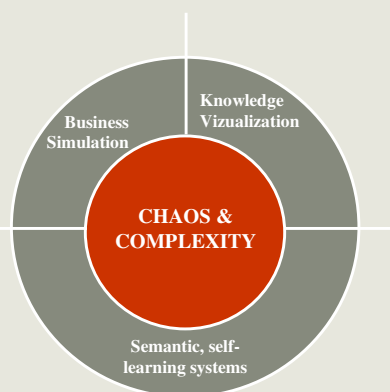 Business
Simulation
Knowledge
Vizualization
CHAOS &
COMPLEXITY
Semantic, self-
learning systems